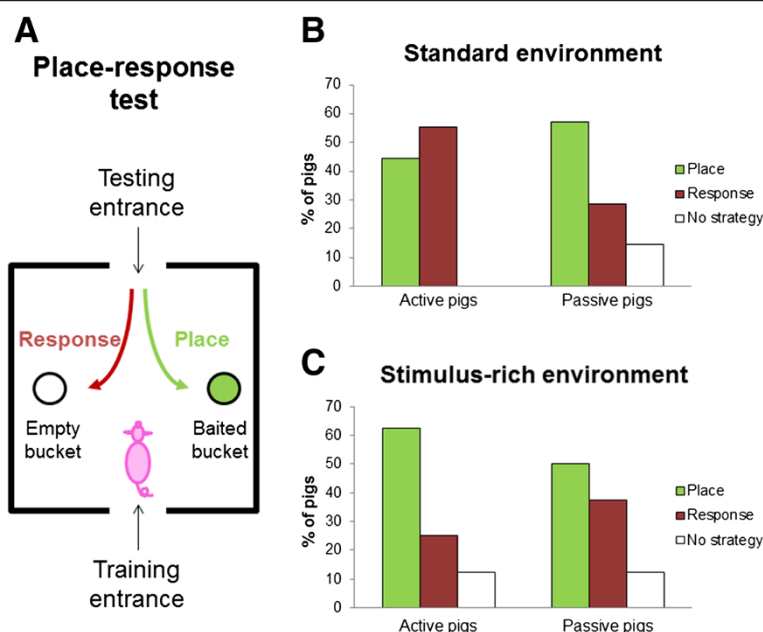 A
Place-response
test
Testing
entrance
Response
Place
Empty
bucket
Baited
bucket
Training
entrance
B
Standard environment
% of pigs
70
60
50
40
30
20
10
0
Active pigs
Passive pigs
Place
Response
No strategy
C
Stimulus-rich environment
% of pigs
70
60
50
40
30
20
10
0
Active pigs
Passive pigs
Place
Response
No strategy